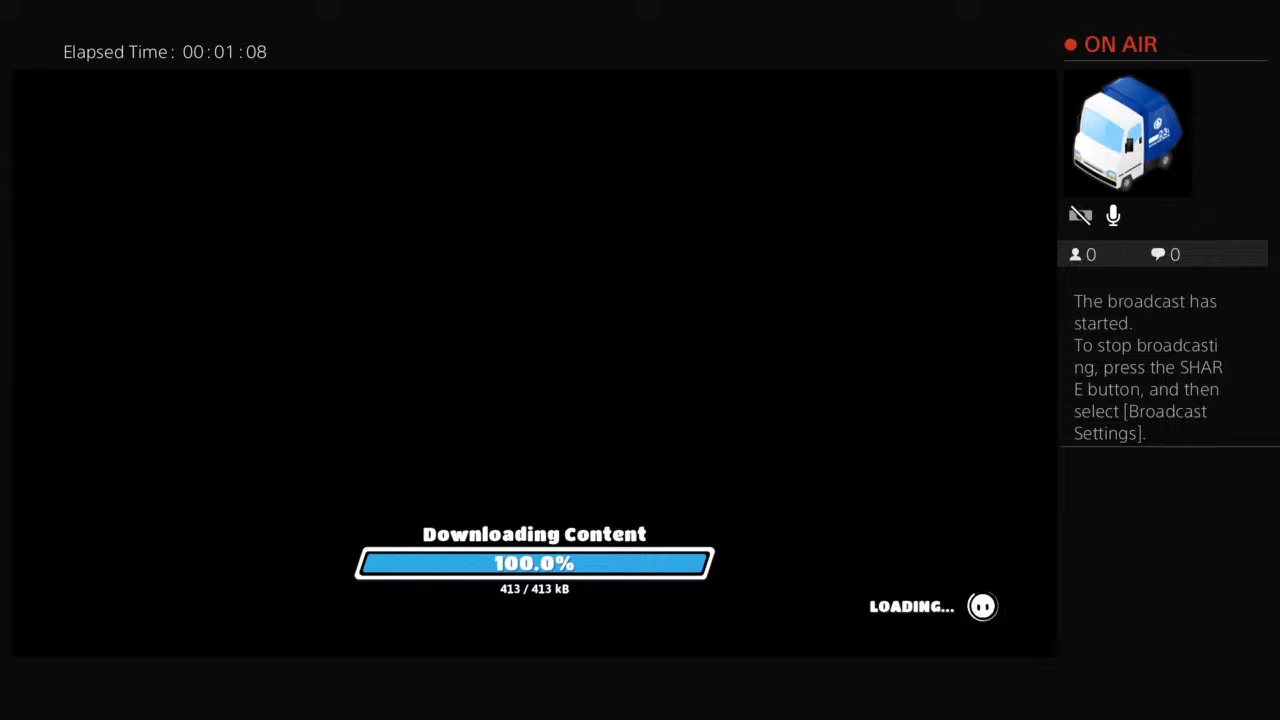 Elapsed Time: 00:01:08
ON AIR
0 0
The broadcast has
started.
To stop broadcasti
ng, press the SHAR
E button, and then
select [Broadcast
Settings].
Downloading Content
100.0%
413 / 413 kB
LOADING...